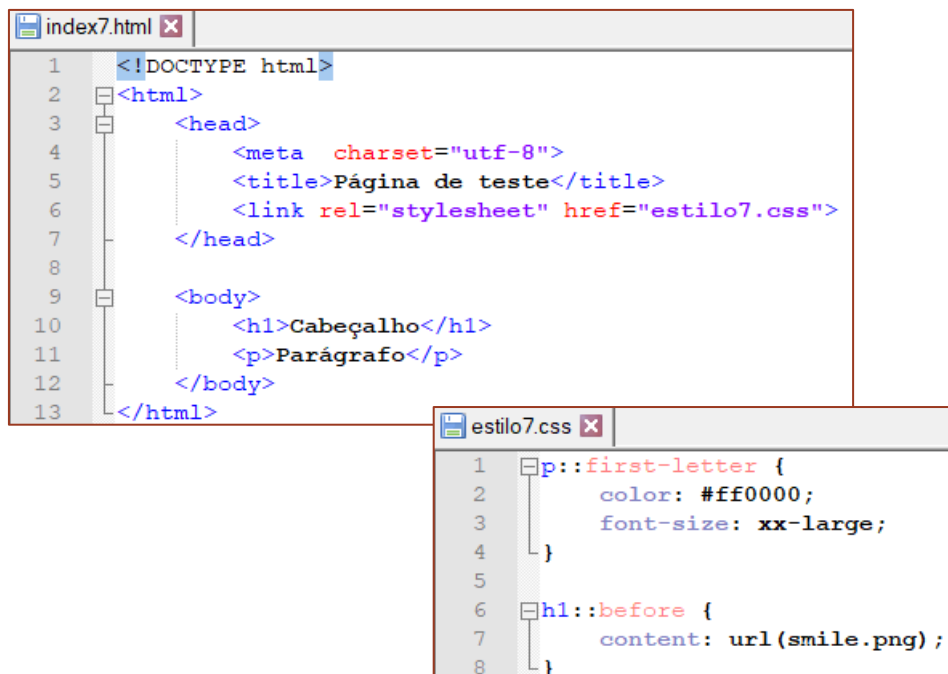 index7.html
1 <!DOCTYPE html>
2 <html>
3 <head>
4 <meta  charset="utf-8">
5 <title>Página de teste</title>
6 <link rel="stylesheet" href="estilo7.css">
7 </head>
8
9 <body>
10 <h1>Cabeçalho</h1>
11 <p>Parágrafo</p>
12 </body>
13 </html>
estilo7.css
1 p::first-letter {
2 color: #ff0000;
3 font-size: xx-large;
4 }
5
6 h1::before {
7 content: url(smile.png);
8 }